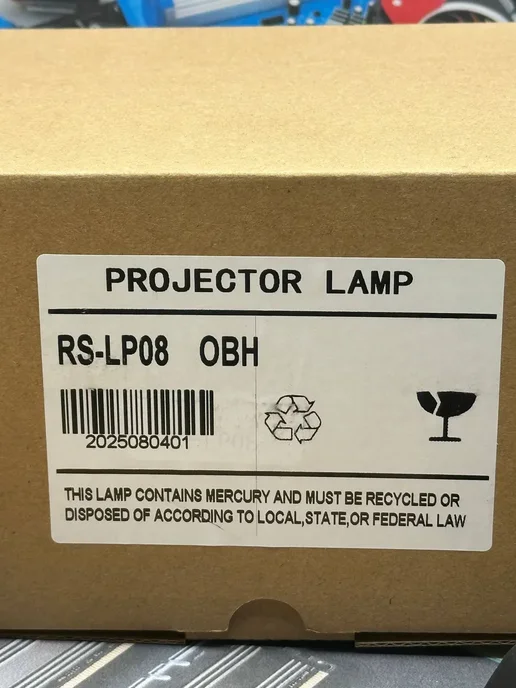 PROJECTOR LAMP
RS-LP08 OBH
2025080401
THIS LAMP CONTAINS MERCURY AND MUST BE RECYCLED OR
DISPOSED OF ACCORDING TO LOCAL,STATE,OR FEDERAL LAW